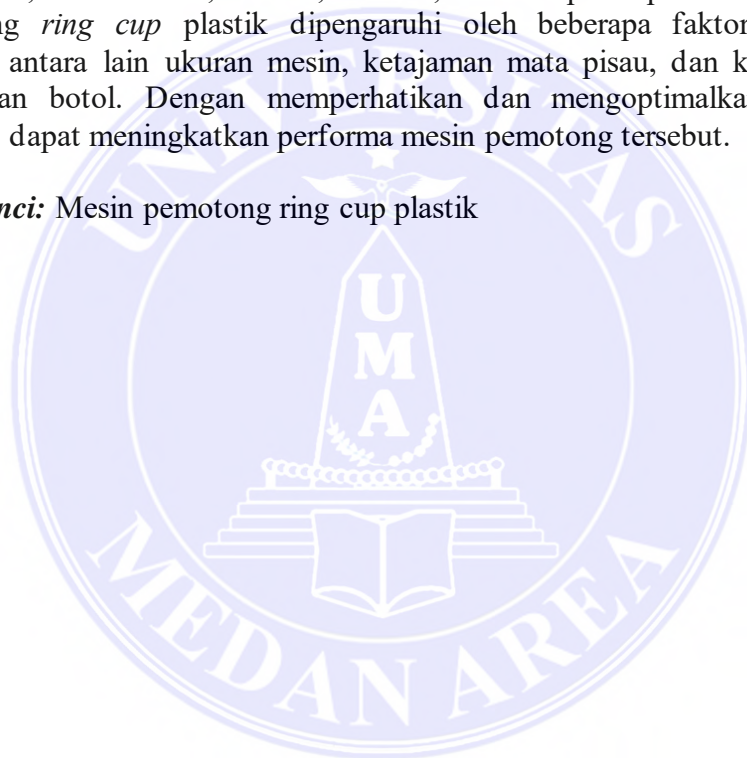 ng ring cup plastik dipengaruhi oleh beberapa faktor
antara lain ukuran mesin, ketajaman mata pisau, dan k
an botol. Dengan memperhatikan dan mengoptimalka
dapat meningkatkan performa mesin pemotong tersebut.
nci: Mesin pemotong ring cup plastik
UNIVERSITAS
UMA
MEDAN AREA